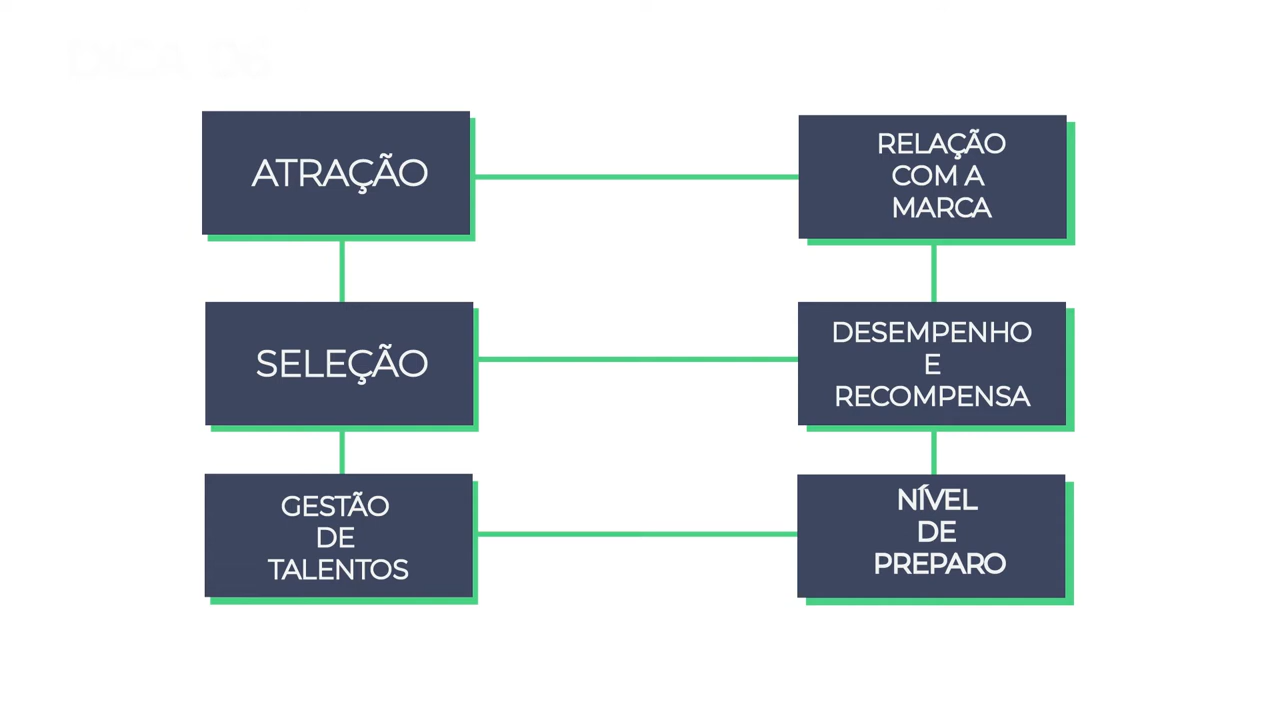 ATRAÇÃO
RELAÇÃO
COM A
MARCA
SELEÇÃO
DESEMPENHO
E
RECOMPENSA
GESTÃO
DE
TALENTOS
NÍVEL
DE
PREPARO